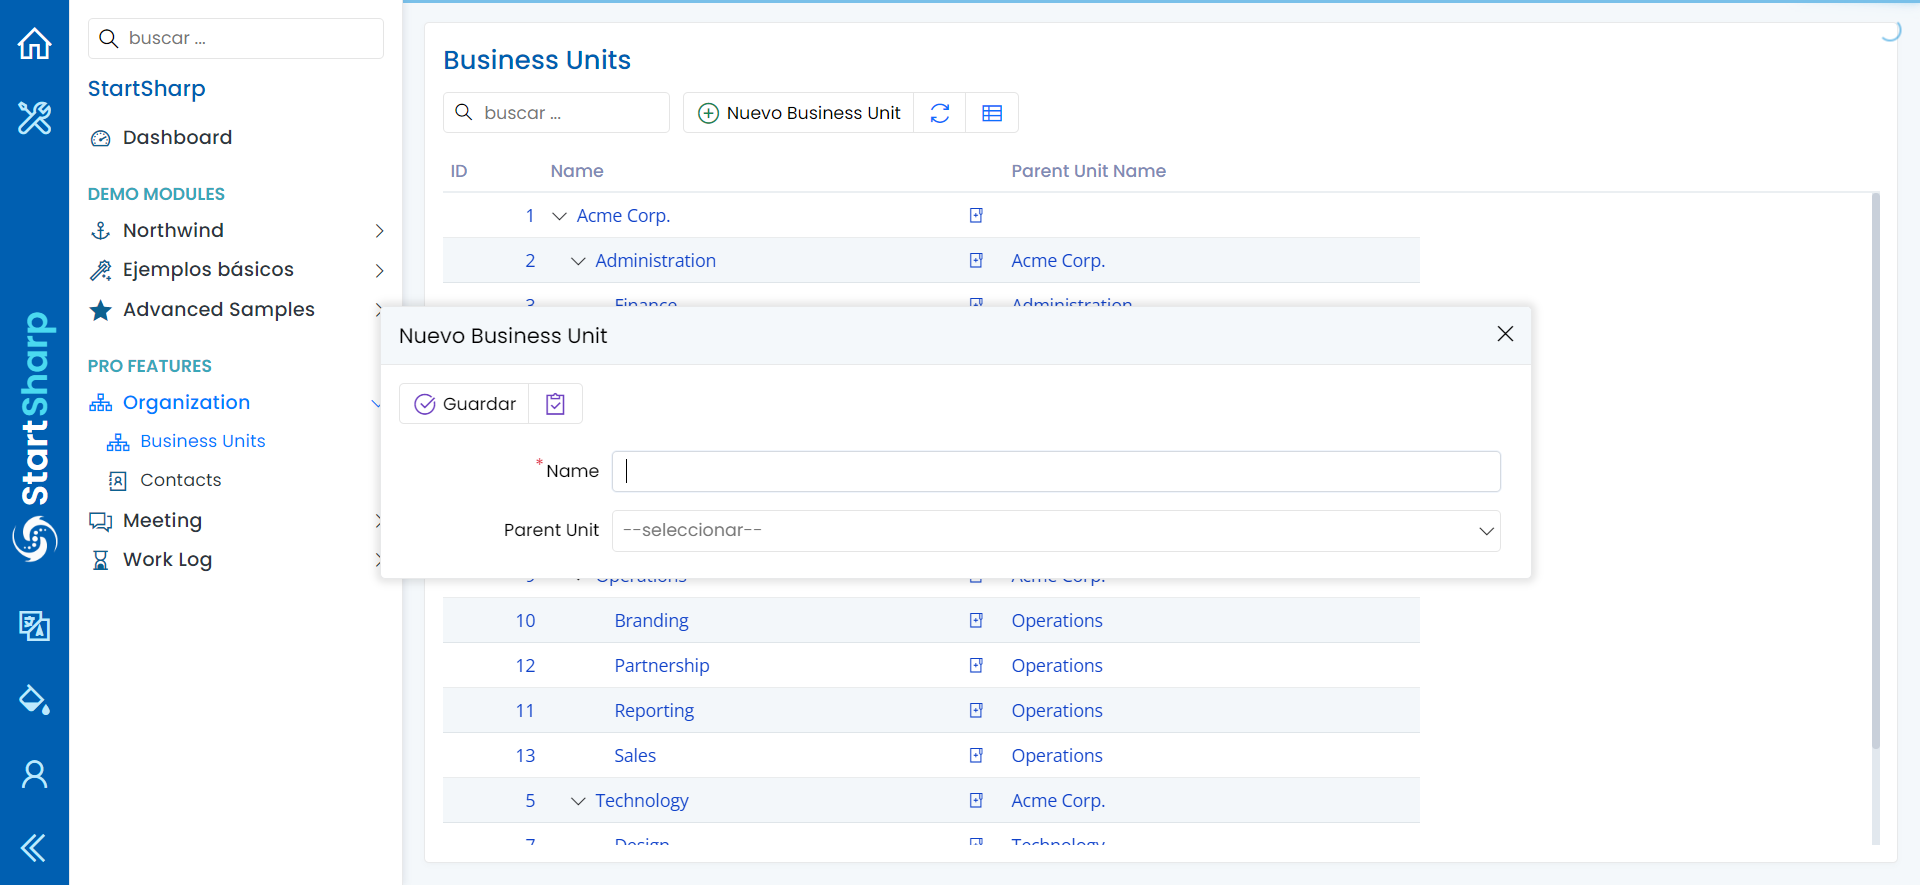 buscar ...
StartSharp
Dashboard
DEMO MODULES
Northwind
Ejemplos básicos
Advanced Samples
PRO FEATURES
Organization
Business Units
Contacts
Meeting
Work Log
StartSharp
Business Units
buscar ...
Nuevo Business Unit
ID Name Parent Unit Name
1 Acme Corp.
2 Administration Acme Corp.
3 Finance Administration
Nuevo Business Unit
Guardar
* Name
Parent Unit --seleccionar--
9 Operations Acme Corp.
10 Branding Operations
12 Partnership Operations
11 Reporting Operations
13 Sales Operations
5 Technology Acme Corp.
7 Design Technology